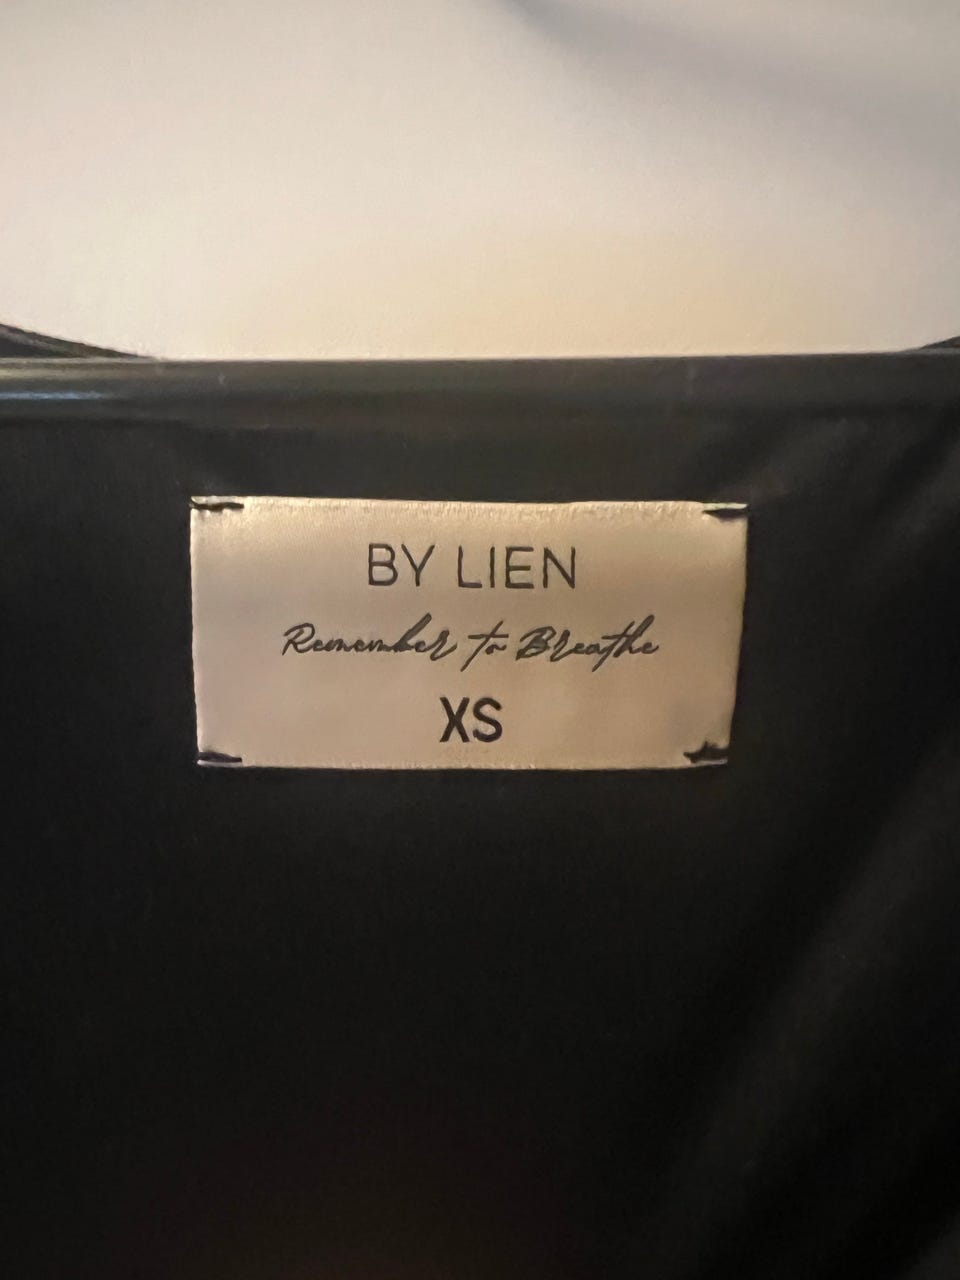 BY LIEN
Remember to Breathe
XS